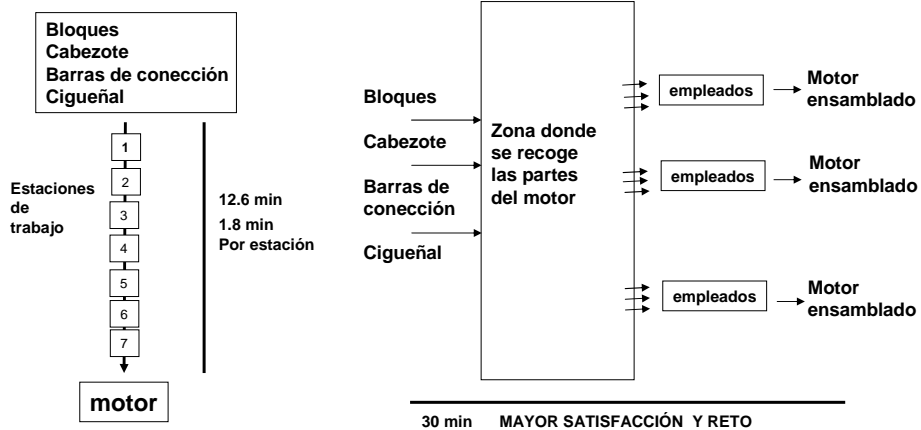 Bloques
Cabezote
Barras de conección
Cigueñal
1
2
3
4
5
6
7
Estaciones
de
trabajo
12.6 min
1.8 min
Por estación
motor
Bloques
Cabezote
Barras de
conección
Cigueñal
Zona donde
se recoge
las partes
del motor
empleados
Motor
ensamblado
empleados
Motor
ensamblado
empleados
Motor
ensamblado
30 min MAYOR SATISFACCIÓN Y RETO